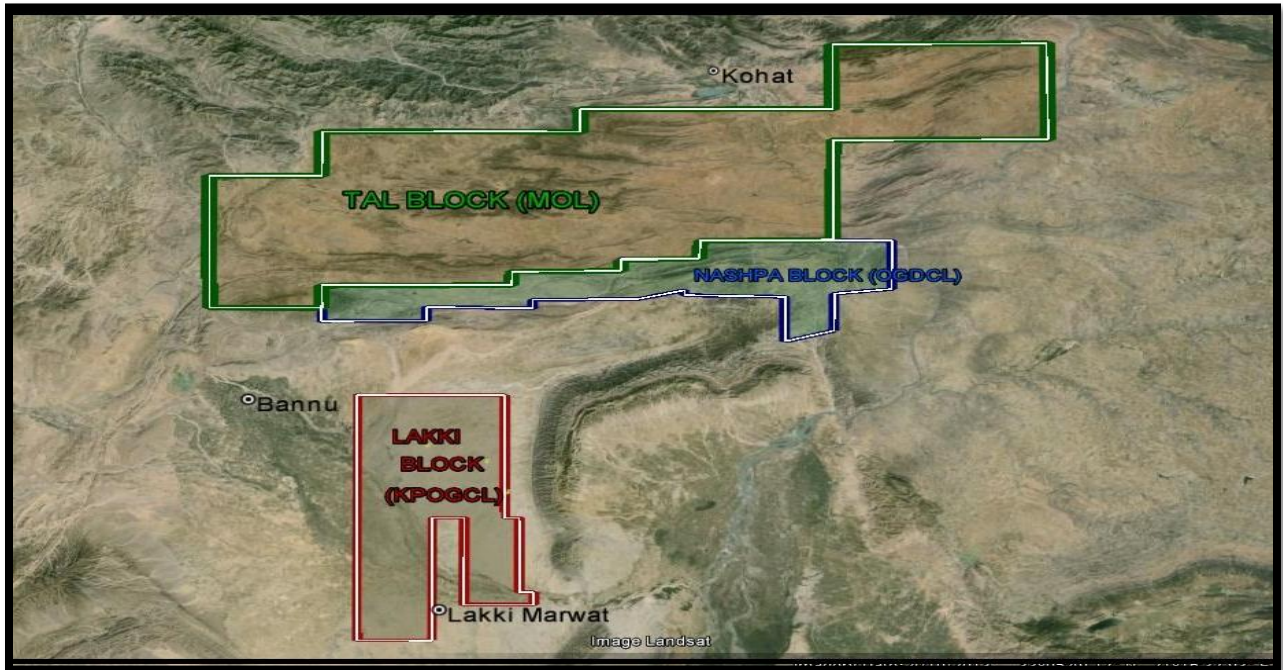 Kohat
TAL BLOCK (MOL)
NASHPA BLOCK (OGDCL)
Bannu
LAKKI
BLOCK
(KPOGCL)
Lakki Marwat
Image Landsat